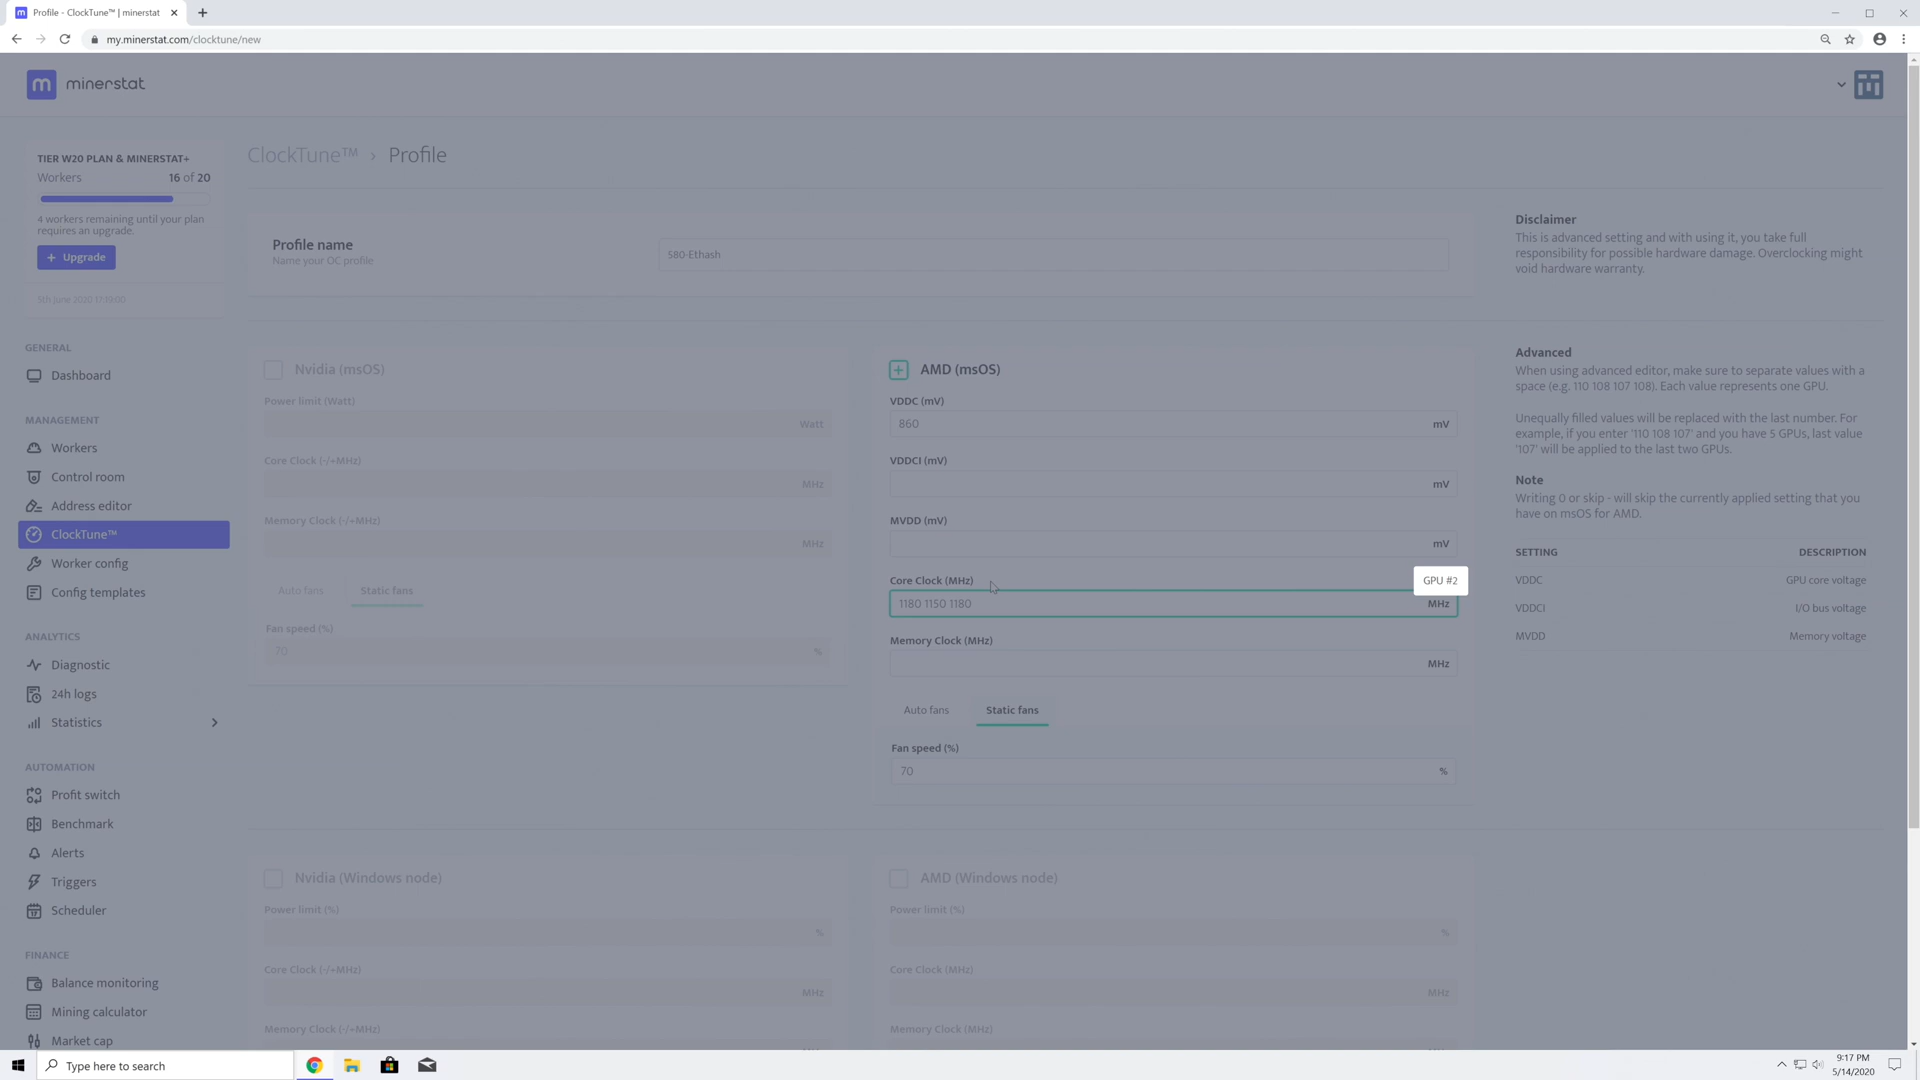 Profile - ClockTune™ | minerstat
my.minerstat.com/clocktune/new
m minerstat
TIER W20 PLAN & MINERSTAT+
Workers 16 of 20
4 workers remaining until your plan
requires an upgrade.
+ Upgrade
GENERAL
Dashboard
MANAGEMENT
Workers
Control room
Address editor
ClockTune™
Worker config
Config templates
ANALYTICS
Diagnostic
24h logs
Statistics
AUTOMATION
Profit switch
Benchmark
Alerts
Triggers
Scheduler
FINANCE
Balance monitoring
Mining calculator
Market cap
ClockTune™ › Profile
Profile name
Name your OC profile
580-Ethash
Nvidia (msOS)
Power limit (Watt)
Watt
Core Clock (-/+MHz)
MHz
Memory Clock (-/+MHz)
MHz
Auto fans Static fans
Fan speed (%)
70 %
AMD (msOS)
VDDC (mV)
860 mV
VDDCI (mV)
mV
MVDD (mV)
mV
Core Clock (MHz)
GPU #2
1180 1150 1180 MHz
Memory Clock (MHz)
MHz
Auto fans Static fans
Fan speed (%)
70 %
Nvidia (Windows node)
Power limit (%)
%
Core Clock (-/+MHz)
MHz
Memory Clock (-/+MHz)
AMD (Windows node)
Power limit (%)
%
Core Clock (MHz)
MHz
Memory Clock (MHz)
Disclaimer
This is advanced setting and with using it, you take full
responsibility for possible hardware damage. Overclocking might
void hardware warranty.
Advanced
When using advanced editor, make sure to separate values with a
space (e.g. 110 108 107 108). Each value represents one GPU.
Unequally filled values will be replaced with the last number. For
example, if you enter '110 108 107' and you have 5 GPUs, last value
'107' will be applied to the last two GPUs.
Note
Writing 0 or skip - will skip the currently applied setting that you
have on msOS for AMD.
SETTING DESCRIPTION
VDDC GPU core voltage
VDDCI I/O bus voltage
MVDD Memory voltage
Type here to search
9:17 PM
5/14/2020